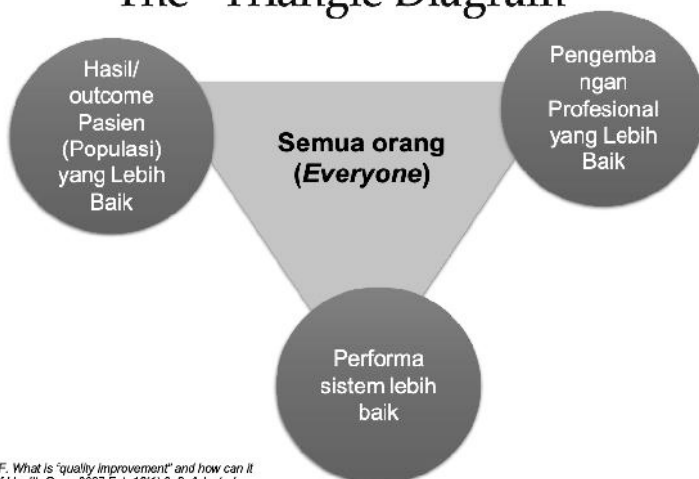 The "Triangle Diagram"
Hasil/
outcome
Pasien
(Populasi)
yang Lebih
Baik
Pengemba
ngan
Profesional
yang Lebih
Baik
Semua orang
(Everyone)
Performa
sistem lebih
baik
F. What is "quality improvement" and how can it